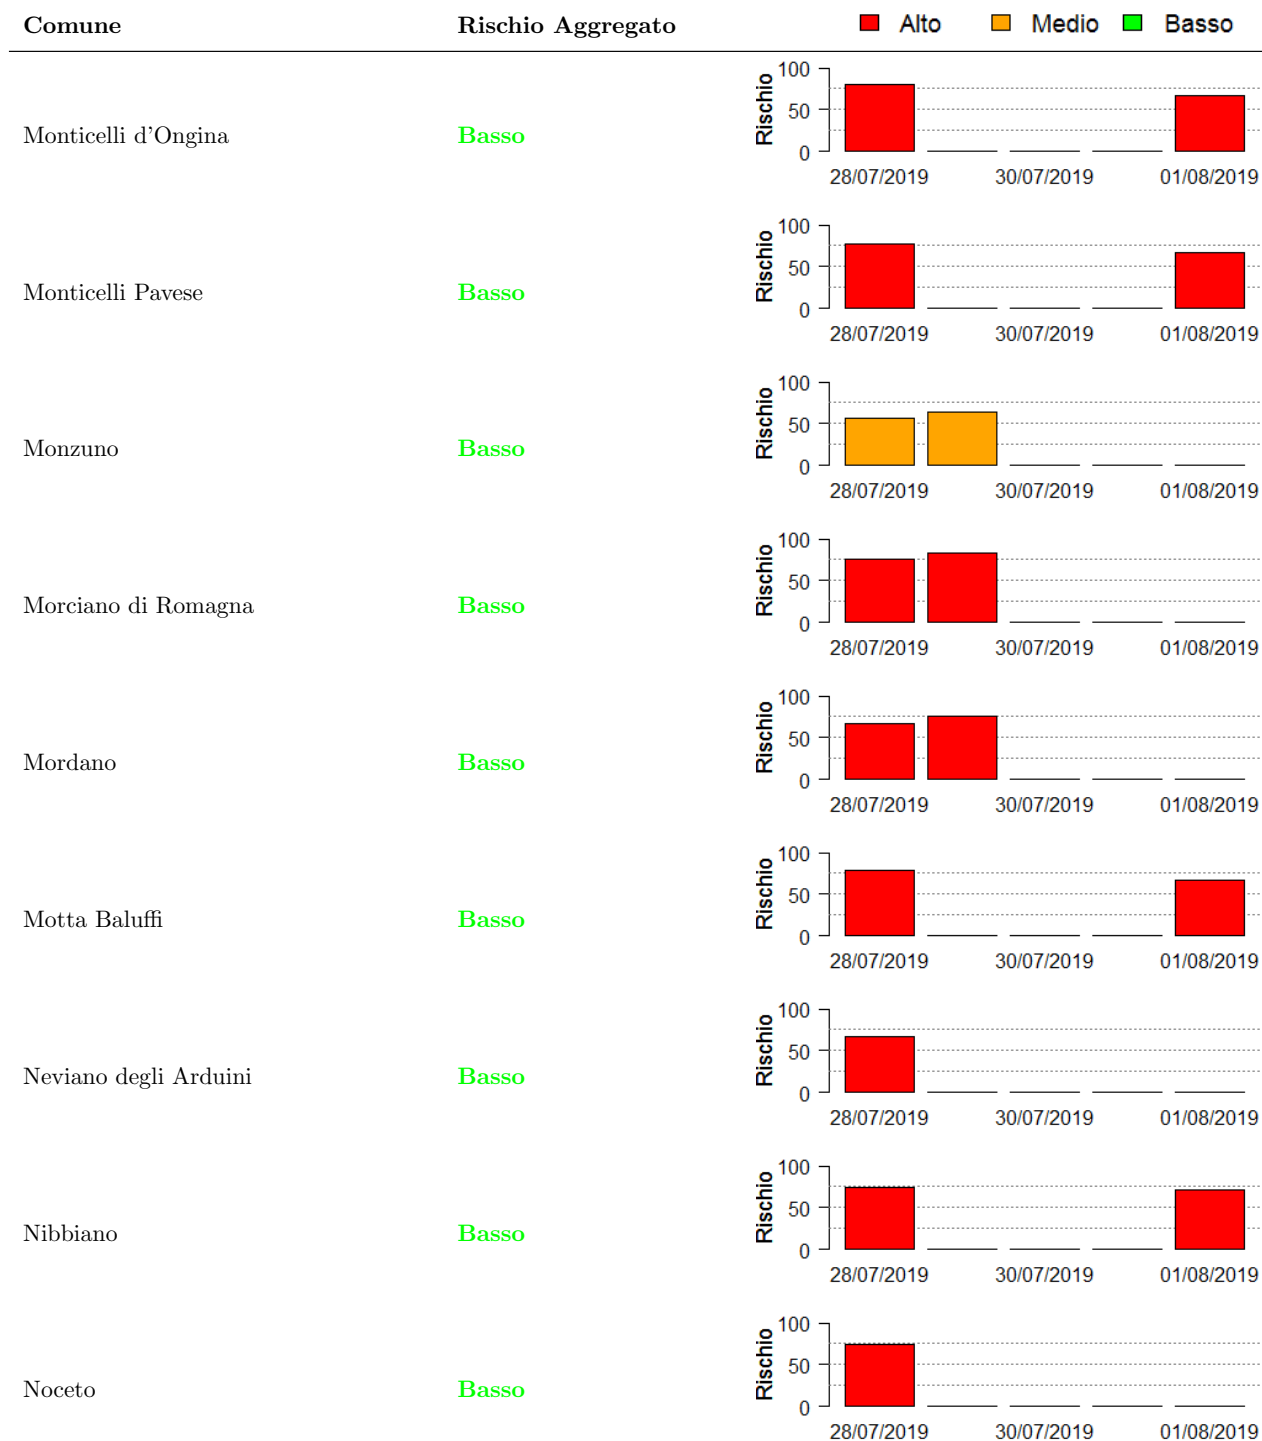 Comune Rischio Aggregato Alto Medio Basso
Monticelli d'Ongina Basso
Rischio
100
50
0
28/07/2019 30/07/2019 01/08/2019
Monticelli Pavese Basso
Rischio
100
50
0
28/07/2019 30/07/2019 01/08/2019
Monzuno Basso
Rischio
100
50
0
28/07/2019 30/07/2019 01/08/2019
Morciano di Romagna Basso
Rischio
100
50
0
28/07/2019 30/07/2019 01/08/2019
Mordano Basso
Rischio
100
50
0
28/07/2019 30/07/2019 01/08/2019
Motta Baluffi Basso
Rischio
100
50
0
28/07/2019 30/07/2019 01/08/2019
Neviano degli Arduini Basso
Rischio
100
50
0
28/07/2019 30/07/2019 01/08/2019
Nibbiano Basso
Rischio
100
50
0
28/07/2019 30/07/2019 01/08/2019
Noceto Basso
Rischio
100
50
0
28/07/2019 30/07/2019 01/08/2019